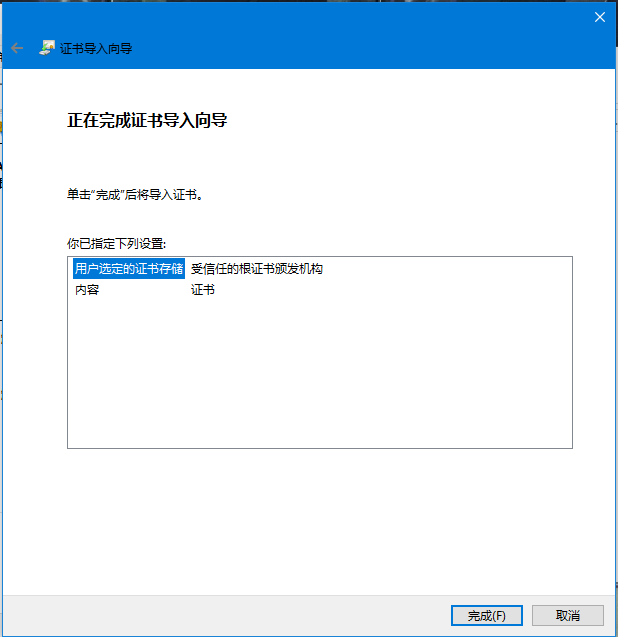 证书导入向导
正在完成证书导入向导
单击“完成”后将导入证书。
你已指定下列设置:
用户选定的证书存储 受信任的根证书颁发机构
内容 证书
完成(F) 取消